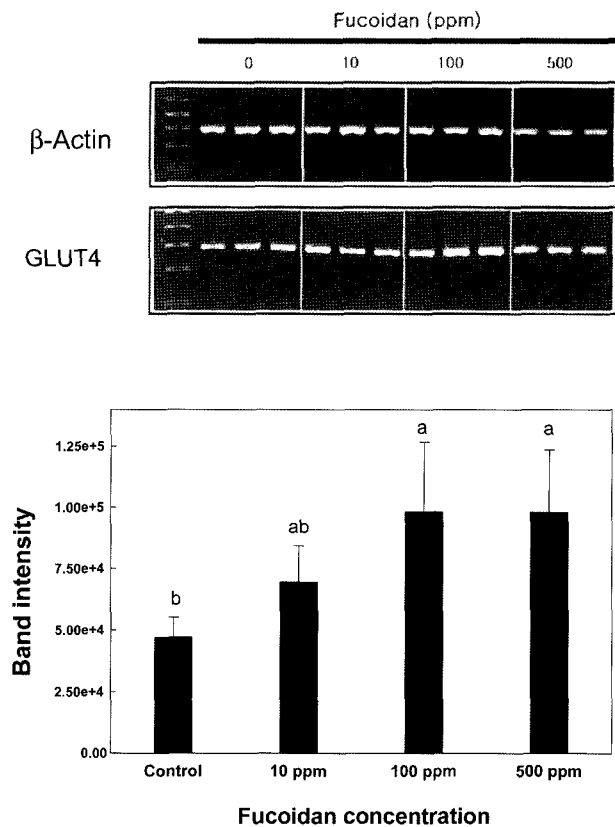 Fucoidan (ppm)
0 10 100 500
β-Actin
GLUT4
Band intensity
1.25e+5
1.00e+5
7.50e+4
5.00e+4
2.50e+4
0.00
b
ab
a
a
Control 10 ppm 100 ppm 500 ppm
Fucoidan concentration